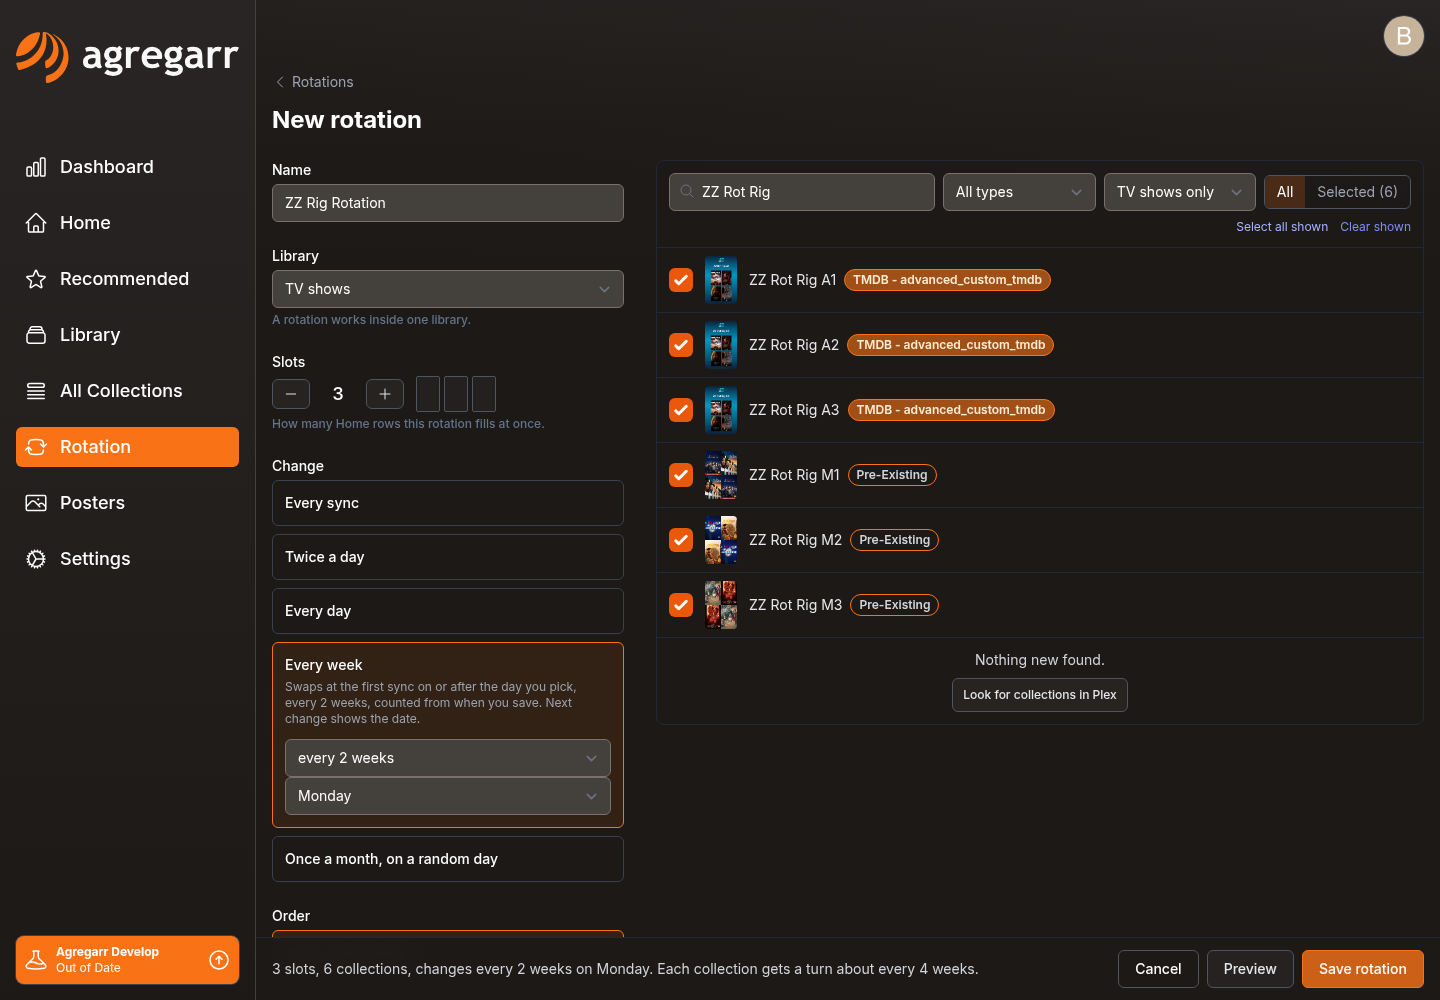 agregarr
B
Dashboard
Home
Recommended
Library
All Collections
Rotation
Posters
Settings
Agregarr Develop
Out of Date
Rotations
New rotation
Name
ZZ Rig Rotation
Library
TV shows
A rotation works inside one library.
Slots
3
How many Home rows this rotation fills at once.
Change
Every sync
Twice a day
Every day
Every week
Swaps at the first sync on or after the day you pick,
every 2 weeks, counted from when you save. Next
change shows the date.
every 2 weeks
Monday
Once a month, on a random day
Order
ZZ Rot Rig
All types
TV shows only
All
Selected (6)
Select all shown
Clear shown
ZZ Rot Rig A1 TMDB - advanced_custom_tmdb
ZZ Rot Rig A2 TMDB - advanced_custom_tmdb
ZZ Rot Rig A3 TMDB - advanced_custom_tmdb
ZZ Rot Rig M1 Pre-Existing
ZZ Rot Rig M2 Pre-Existing
ZZ Rot Rig M3 Pre-Existing
Nothing new found.
Look for collections in Plex
3 slots, 6 collections, changes every 2 weeks on Monday. Each collection gets a turn about every 4 weeks.
Cancel
Preview
Save rotation